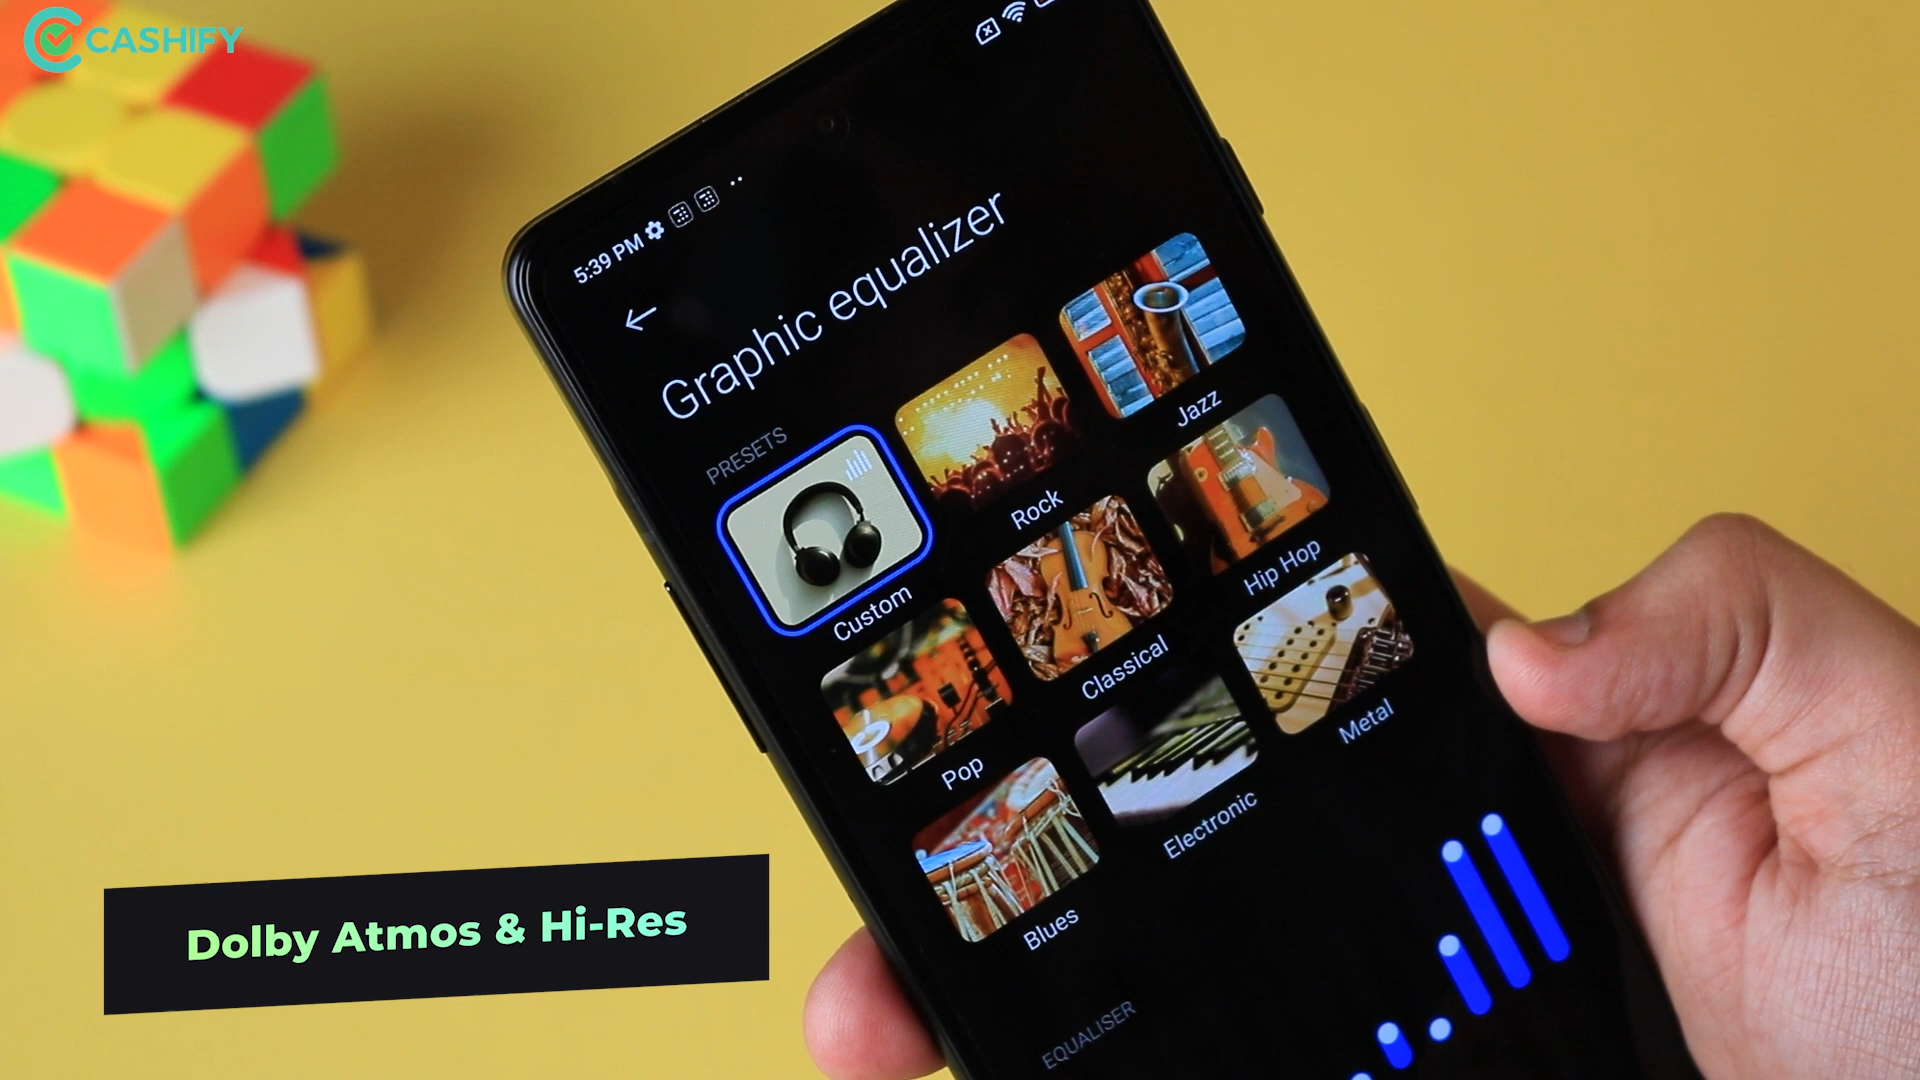 CASHIFY
5:39 PM
Graphic equalizer
PRESETS
Custom
Rock
Jazz
Pop
Classical
Hip Hop
Blues
Electronic
Metal
EQUALISER
Dolby Atmos & Hi-Res